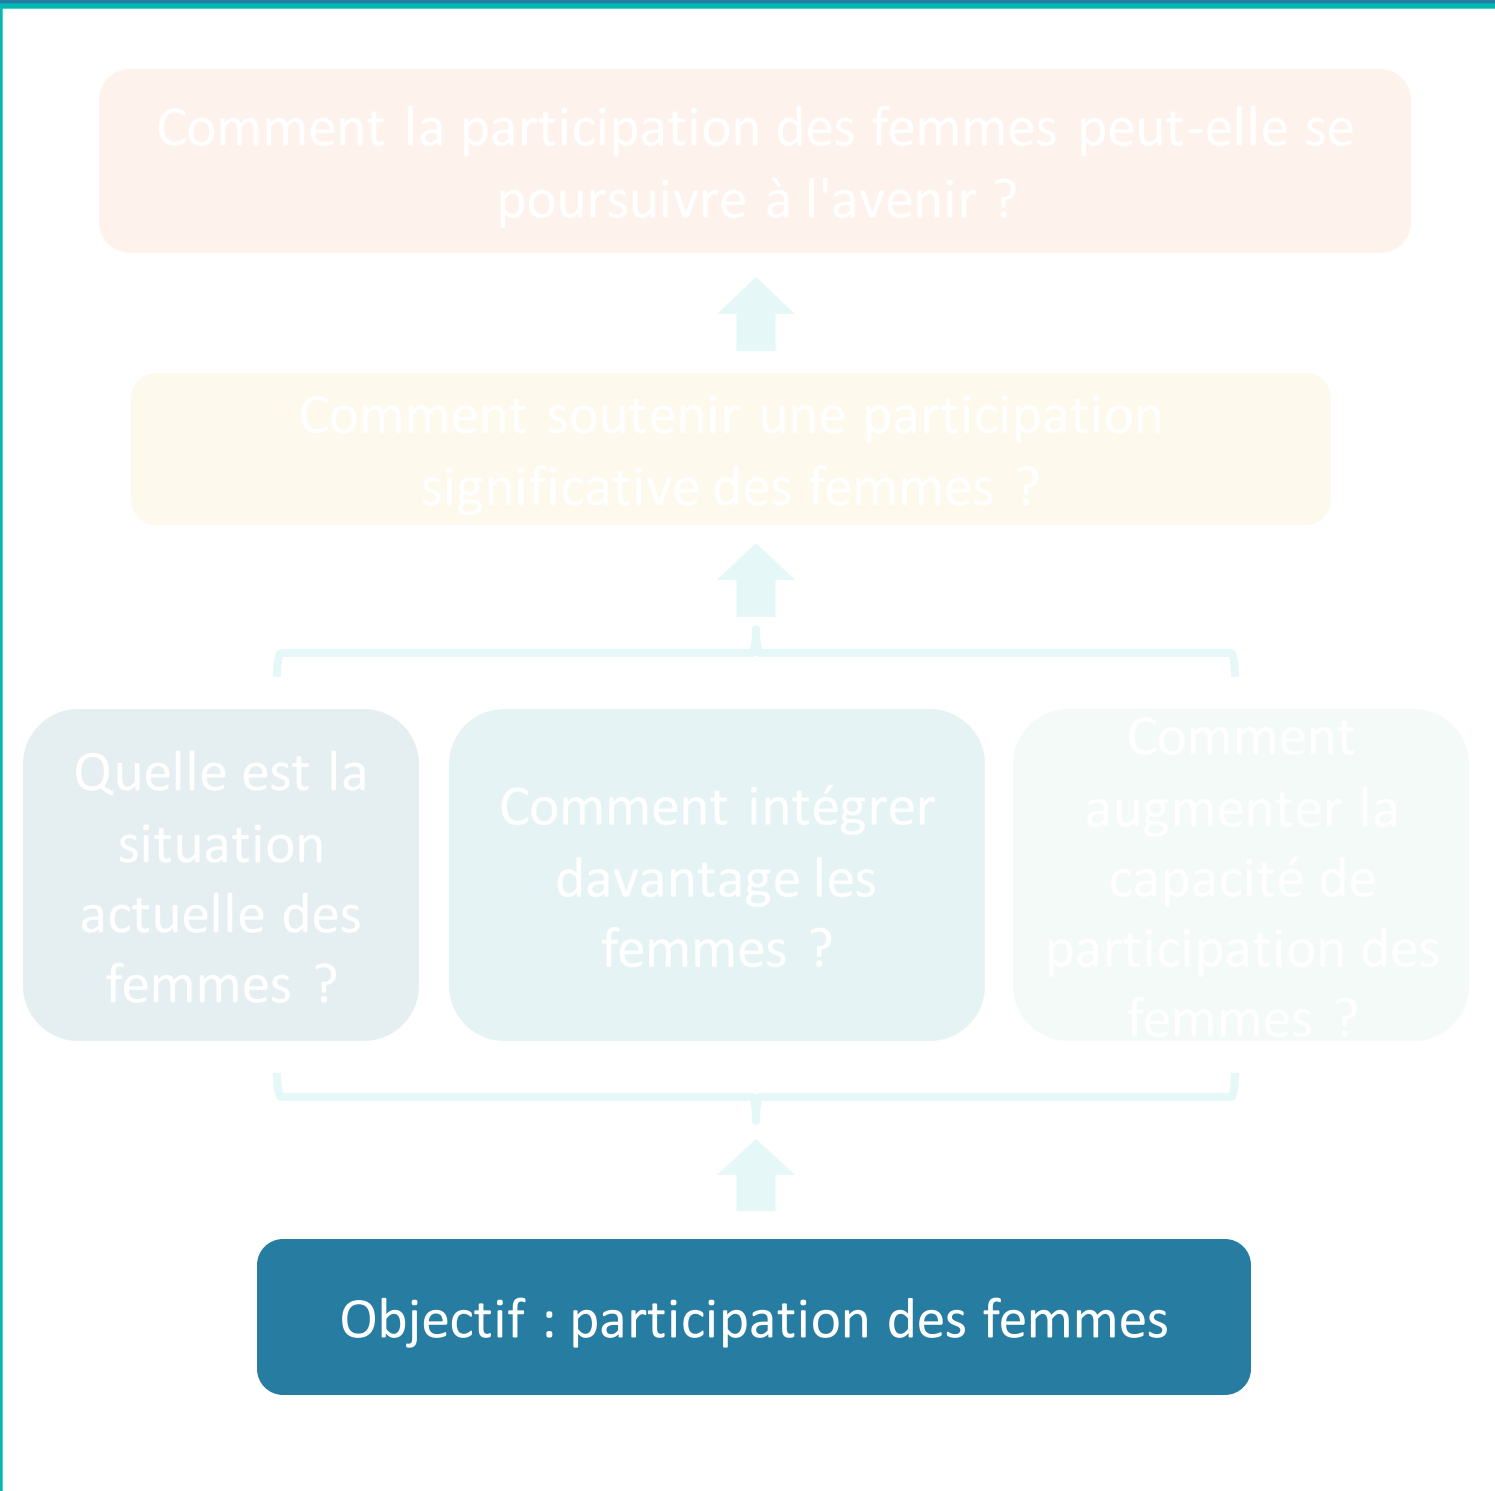 Comment la participation des femmes peut-elle se
poursuivre à l'avenir ?
Comment soutenir une participation
significative des femmes ?
Quelle est la
situation
actuelle des
femmes ?
Comment intégrer
davantage les
femmes ?
Comment
augmenter la
capacité de
participation des
femmes ?
Objectif : participation des femmes